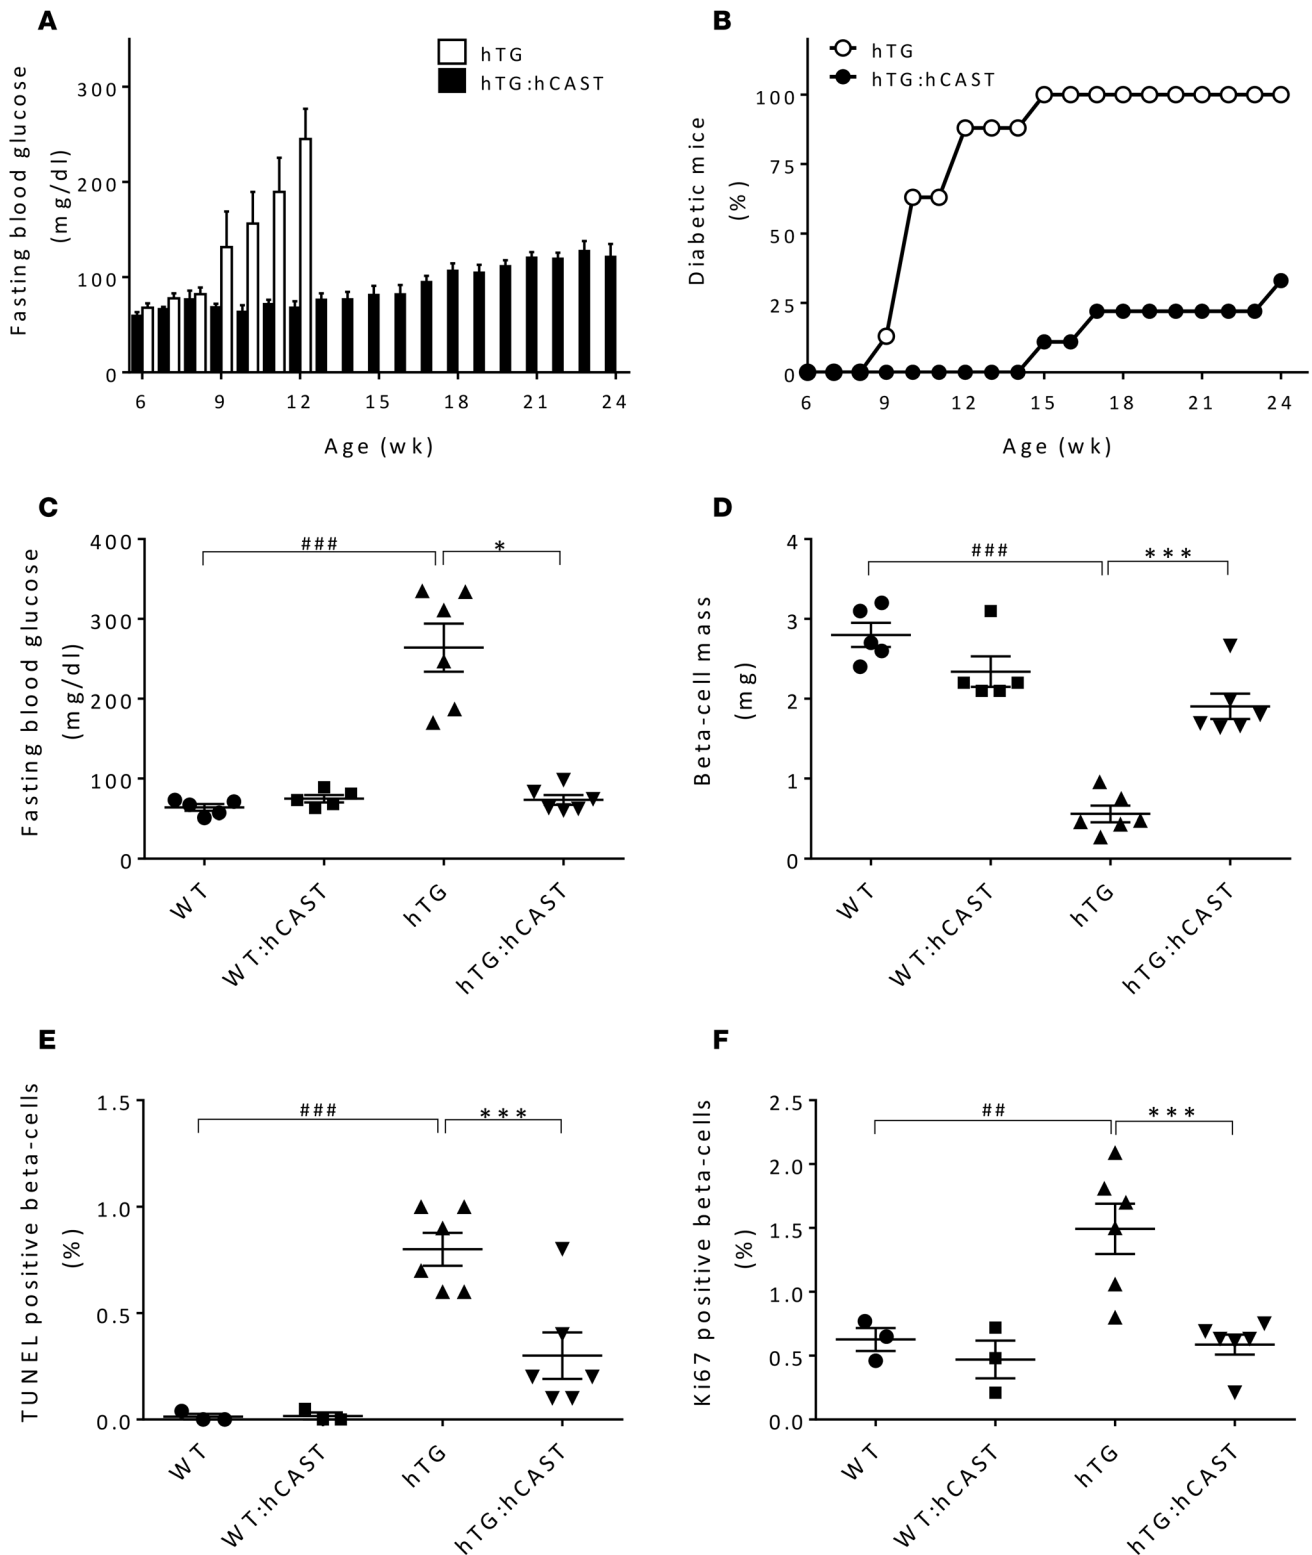 A
Fasting blood glucose
(mg/dl)
300
200
100
0
6 9 12 15 18 21 24
Age (wk)
hTG
hTG:hCAST
B
Diabetic mice
(%)
100
75
50
25
0
6 9 12 15 18 21 24
Age (wk)
hTG
hTG:hCAST
C
Fasting blood glucose
(mg/dl)
400
300
200
100
0
### *
WT WT:hCAST hTG hTG:hCAST
D
Beta-cell mass
(mg)
4
3
2
1
0
### ***
WT WT:hCAST hTG hTG:hCAST
E
TUNEL positive beta-cells
(%)
1.5
1.0
0.5
0.0
### ***
WT WT:hCAST hTG hTG:hCAST
F
Ki67 positive beta-cells
(%)
2.5
2.0
1.5
1.0
0.5
0.0
## ***
WT WT:hCAST hTG hTG:hCAST